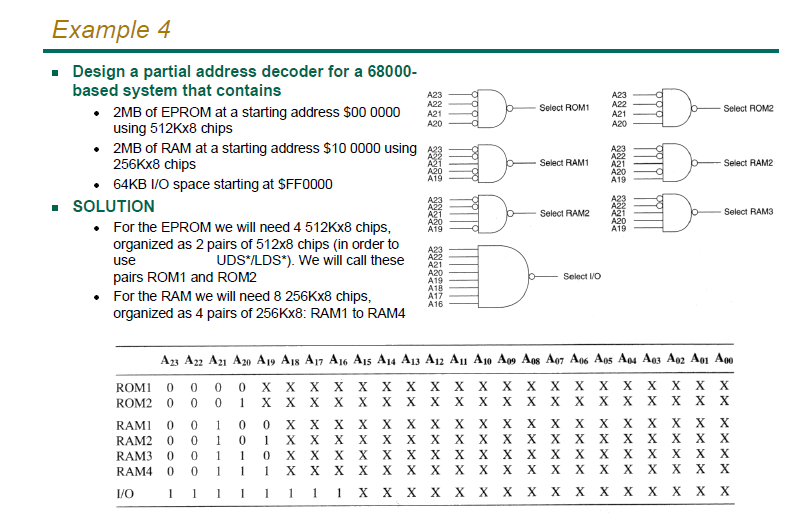 Example 4
Design a partial address decoder for a 68000-
based system that contains
2MB of EPROM at a starting address $00 0000
using 512Kx8 chips
2MB of RAM at a starting address $10 0000 using
256Kx8 chips
64KB I/O space starting at $FF0000
SOLUTION
For the EPROM we will need 4 512Kx8 chips,
organized as 2 pairs of 512x8 chips (in order to
use UDS*/LDS*). We will call these
pairs ROM1 and ROM2
For the RAM we will need 8 256Kx8 chips,
organized as 4 pairs of 256Kx8: RAM1 to RAM4
A23
A22
A21
A20
Select ROM1
A23
A22
A21
A20
Select ROM2
A23
A22
A21
A20
A19
Select RAM1
A23
A22
A21
A20
A19
Select RAM2
A23
A22
A21
A20
A19
Select RAM2
A23
A22
A21
A20
A19
Select RAM3
A23
A22
A21
A20
A19
A18
A17
A16
Select I/O
A23 A22 A21 A20 A19 A18 A17 A16 A15 A14 A13 A12 A11 A10 A09 A08 A07 A06 A05 A04 A03 A02 A01 A00
ROM1 0 0 0 0 X X X X X X X X X X X X X X X X X X X X
ROM2 0 0 0 1 X X X X X X X X X X X X X X X X X X X X
RAM1 0 0 1 0 0 X X X X X X X X X X X X X X X X X X X
RAM2 0 0 1 0 1 X X X X X X X X X X X X X X X X X X X
RAM3 0 0 1 1 0 X X X X X X X X X X X X X X X X X X X
RAM4 0 0 1 1 1 X X X X X X X X X X X X X X X X X X X
I/O 1 1 1 1 1 1 1 1 X X X X X X X X X X X X X X X X